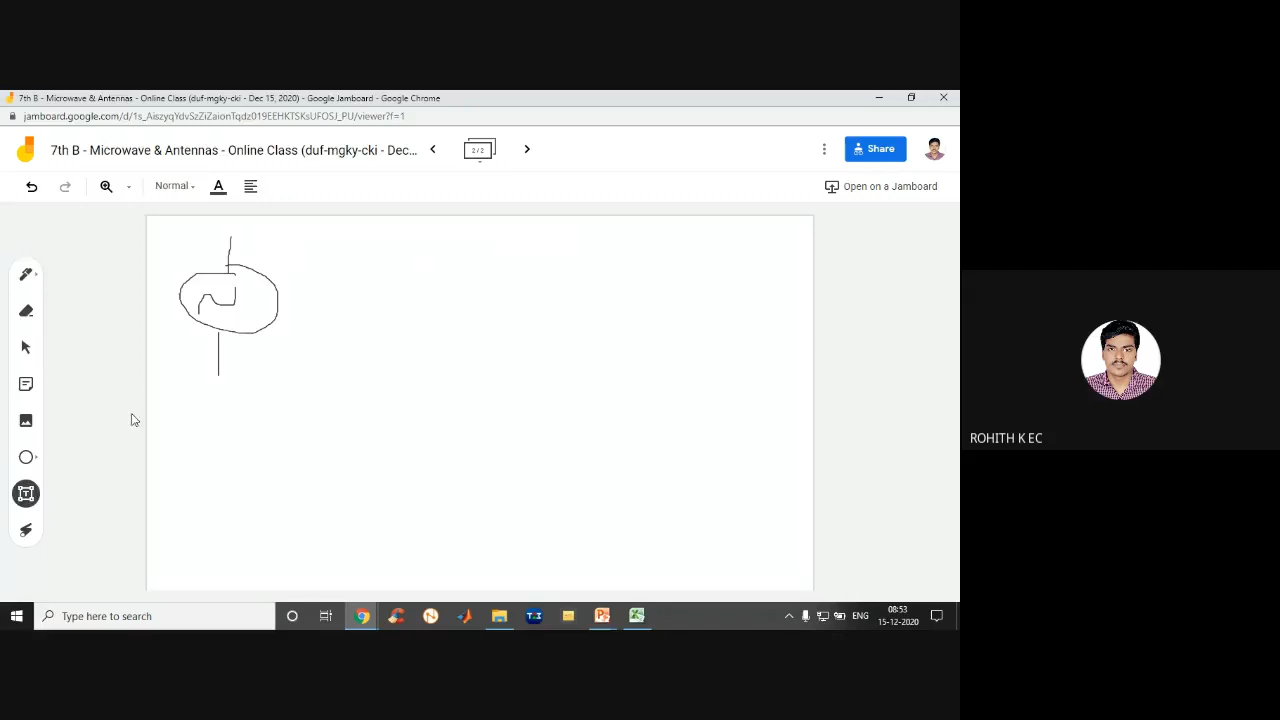 7th B - Microwave & Antennas - Online Class (duf-mgky-cki - Dec 15, 2020) - Google Jamboard - Google Chrome
jamboard.google.com/d/1s_AiszyqYdvSzZiZaionTqdz019EEHKTSKsUFOSJ_PU/viewer?f=1
7th B - Microwave & Antennas - Online Class (duf-mgky-cki - Dec...
2/2
Share
Normal
A
Open on a Jamboard
T
ROHITH K EC
Type here to search
ENG
08:53
15-12-2020